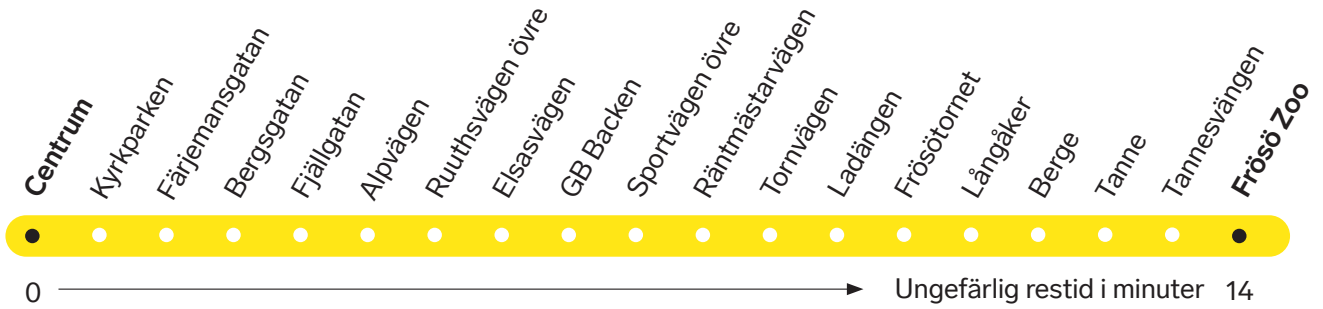 Centrum
Kyrkparken
Färjemansgatan
Bergsgatan
Fjällgatan
Alpvägen
Ruuthsvägen övre
Elsasvägen
GB Backen
Sportvägen övre
Räntmästarvägen
Tornvägen
Ladängen
Frösötornet
Långåker
Berge
Tanne
Tannesvängen
Frösö Zoo
0 Ungefärlig restid i minuter 14